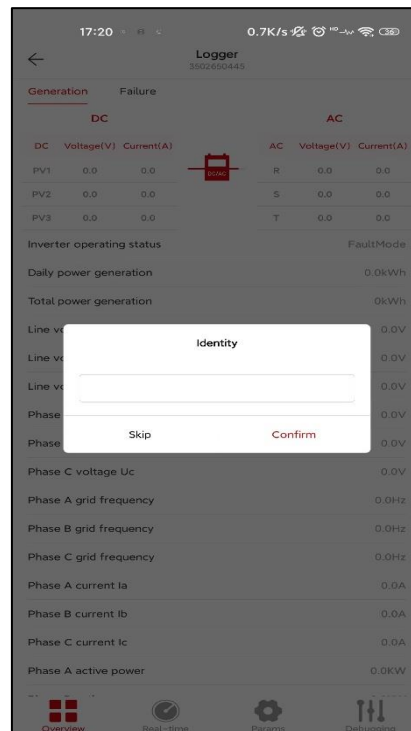 17:20 0.7K/s HD 36
Logger
3502650445
Generation Failure
DC AC
DC Voltage(V) Current(A) AC Voltage(V) Current(A)
PV1 0.0 0.0 DC/AC R 0.0 0.0
PV2 0.0 0.0 S 0.0 0.0
PV3 0.0 0.0 T 0.0 0.0
Inverter operating status FaultMode
Daily power generation 0.0kWh
Total power generation 0kWh
Line 0.0V
Line 0.0V
Identity
Line 0.0V
Phase 0.0V
Phase 0.0V
Skip Confirm
Phase C voltage Uc 0.0V
Phase A grid frequency 0.0Hz
Phase B grid frequency 0.0Hz
Phase C grid frequency 0.0Hz
Phase A current Ia 0.0A
Phase B current Ib 0.0A
Phase C current Ic 0.0A
Phase A active power 0.0KW
Overview Real-time Params Debugging